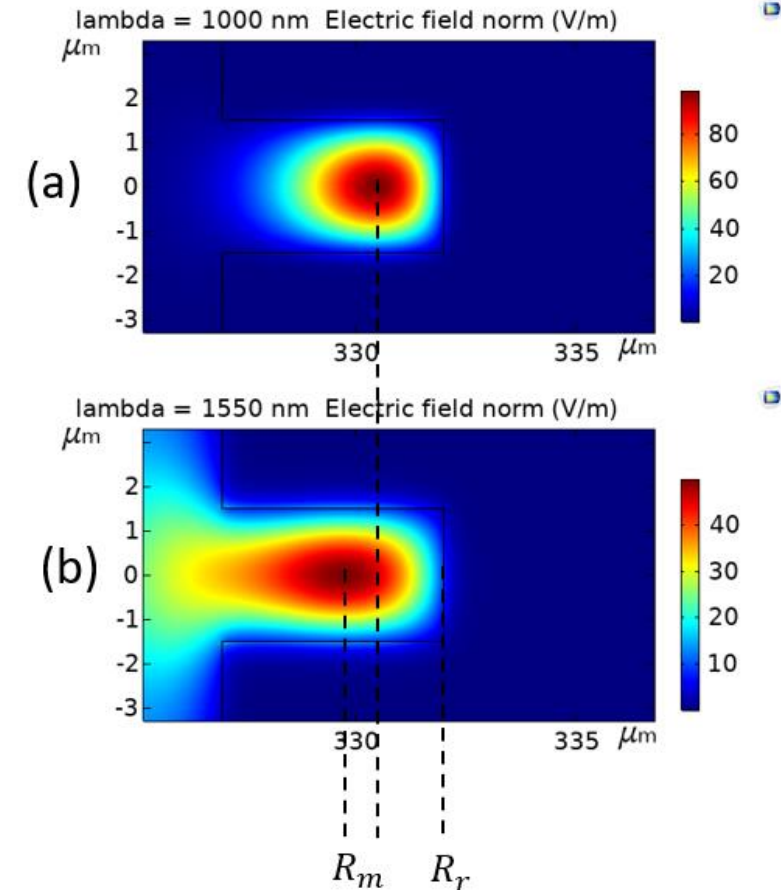 lambda = 1000 nm Electric field norm (V/m)
μm
2
1
0
-1
-2
-3
(a)
80
60
40
20
330
335
μm
lambda = 1550 nm Electric field norm (V/m)
μm
2
1
0
-1
-2
-3
(b)
40
30
20
10
330
335
μm
Rm
Rr